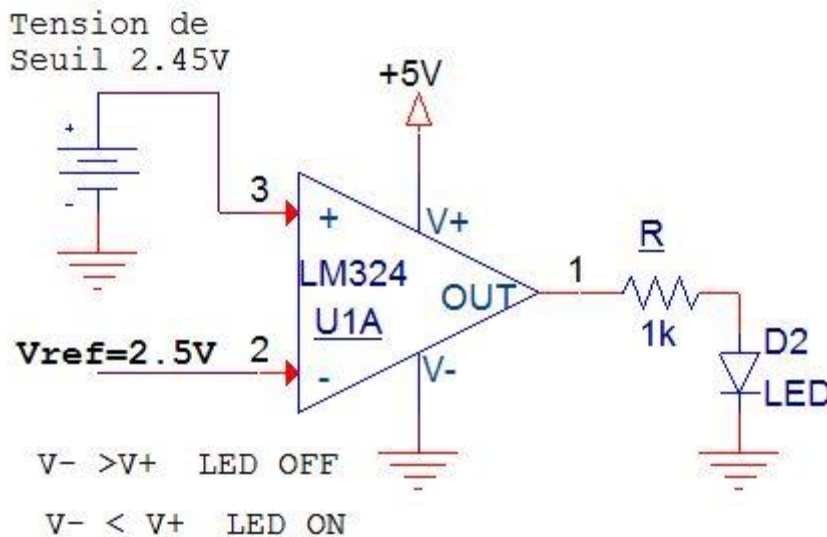 Tension de
Seuil 2.45V
+5V
+
-
3
+
V+
LM324
U1A
OUT
1
R
1k
Vref=2.5V
2
-
V-
D2
LED
V- >V+ LED OFF
V- < V+ LED ON